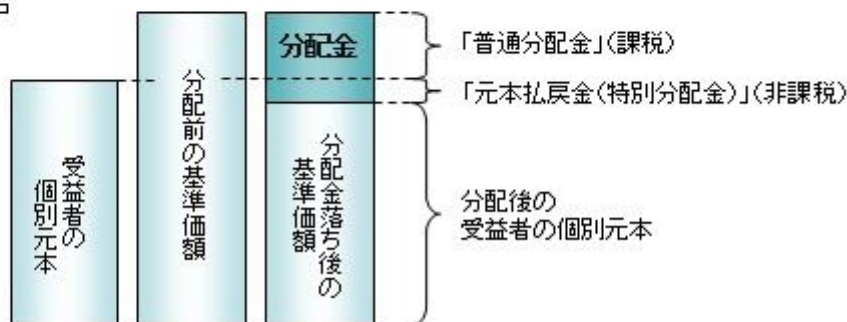 受益者の
個別元本
分配前の基準価額
分配金
分配金落ち後の
基準価額
「普通分配金」(課税)
「元本払戻金(特別分配金)」(非課税)
分配後の
受益者の個別元本